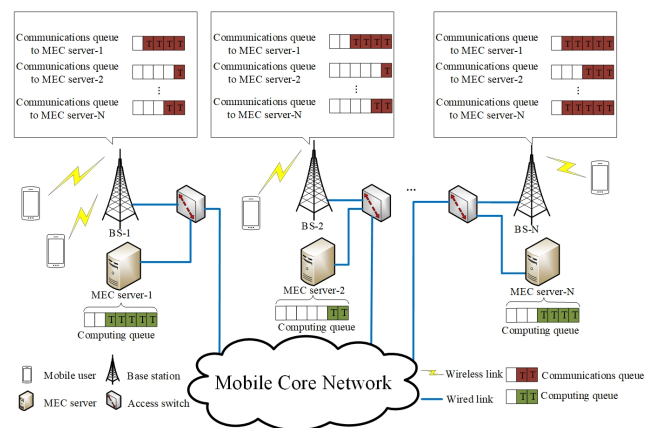 Communications queue
to MEC server-1
T T T T
Communications queue
to MEC server-2
T
⋮
Communications queue
to MEC server-N
T T
Communications queue
to MEC server-1
T T T T
Communications queue
to MEC server-2
T
⋮
Communications queue
to MEC server-N
T T
Communications queue
to MEC server-1
T T T T T
Communications queue
to MEC server-2
T T T
⋮
Communications queue
to MEC server-N
T T T T T
BS-1
BS-2
...
BS-N
MEC server-1
T T T T T
Computing queue
MEC server-2
T T
Computing queue
MEC server-N
T T T T
Computing queue
Mobile Core Network
Mobile user
Base station
MEC server
Access switch
Wireless link
T T
Communications queue
Wired link
T T
Computing queue